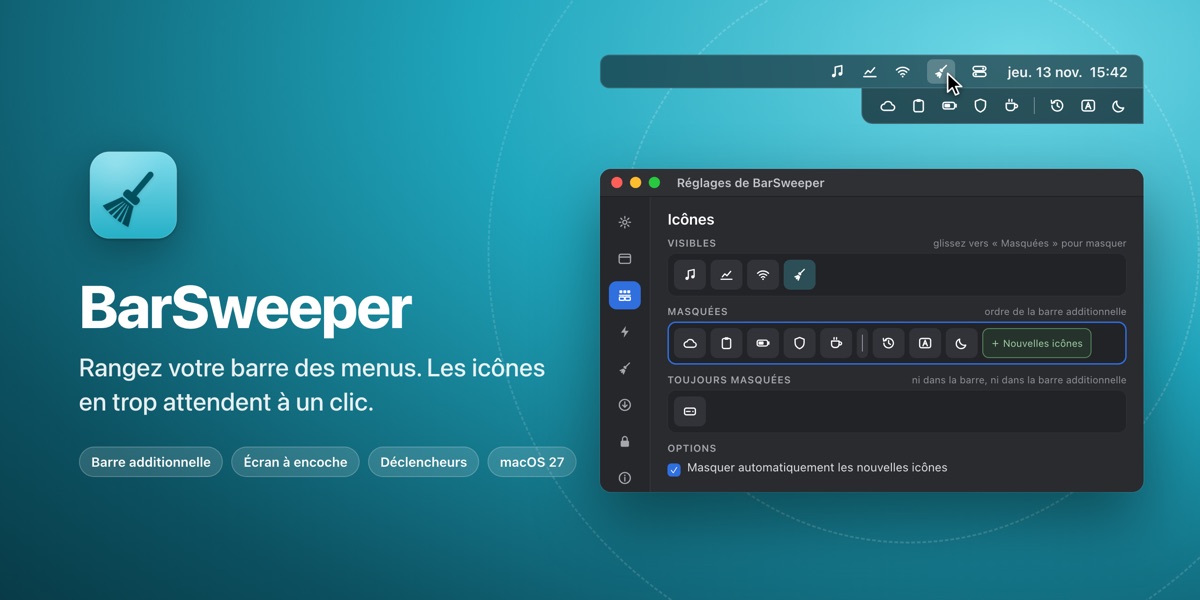 jeu. 13 nov. 15:42
BarSweeper
Rangez votre barre des menus. Les icônes
en trop attendent à un clic.
Barre additionnelle
Écran à encoche
Déclencheurs
macOS 27
Réglages de BarSweeper
Icônes
VISIBLES
glissez vers « Masquées » pour masquer
MASQUÉES
ordre de la barre additionnelle
+ Nouvelles icônes
TOUJOURS MASQUÉES
ni dans la barre, ni dans la barre additionnelle
OPTIONS
Masquer automatiquement les nouvelles icônes